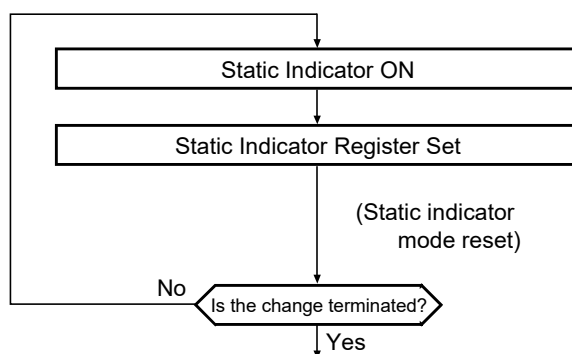 Static Indicator ON
Static Indicator Register Set
(Static indicator
mode reset)
No
Is the change terminated?
Yes